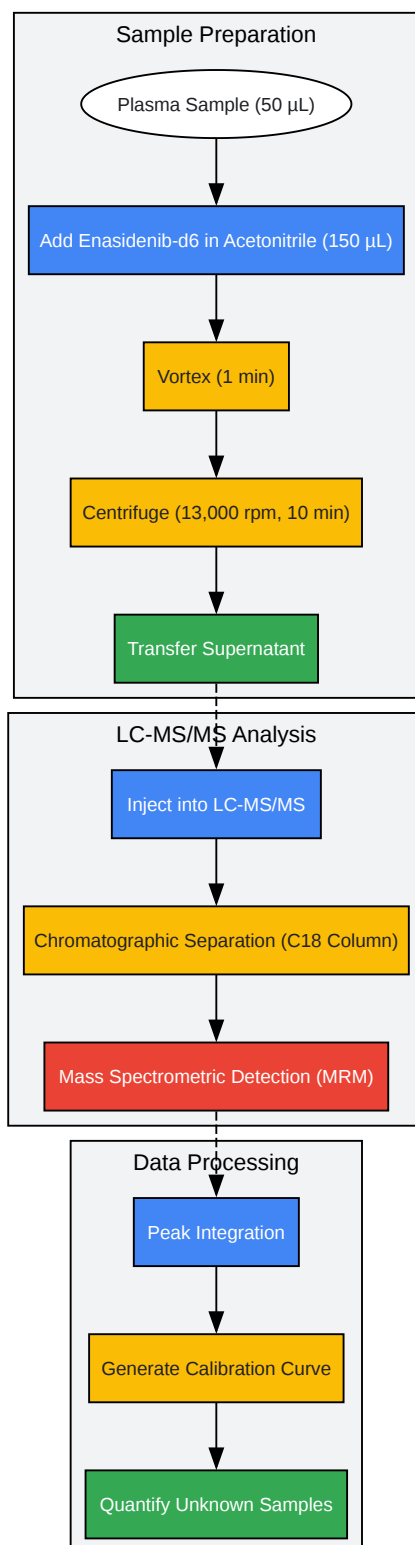 Sample Preparation
Plasma Sample (50 µL)
Add Enasidenib-d6 in Acetonitrile (150 µL)
Vortex (1 min)
Centrifuge (13,000 rpm, 10 min)
Transfer Supernatant
LC-MS/MS Analysis
Inject into LC-MS/MS
Chromatographic Separation (C18 Column)
Mass Spectrometric Detection (MRM)
Data Processing
Peak Integration
Generate Calibration Curve
Quantify Unknown Samples